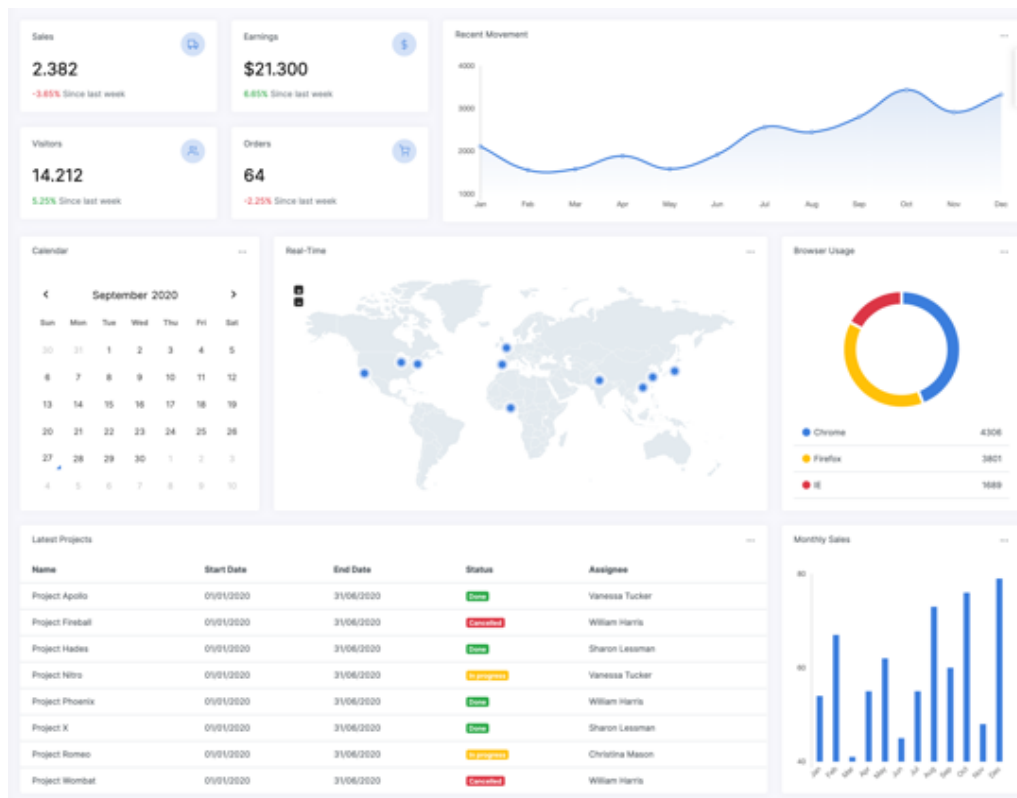 Sales
2.382
-3.65% Since last week
Earnings
$
$21.300
6.65% Since last week
Visitors
14.212
5.25% Since last week
Orders
64
-2.25% Since last week
Recent Movement
4000
3000
2000
1000
Jan Feb Mar Apr May Jun Jul Aug Sep Oct Nov Dec
Calendar
September 2020
Sun Mon Tue Wed Thu Fri Sat
30 31 1 2 3 4 5
6 7 8 9 10 11 12
13 14 15 16 17 18 19
20 21 22 23 24 25 26
27 28 29 30 1 2 3
4 5 6 7 8 9 10
Real-Time
Browser Usage
Chrome 4306
Firefox 3801
IE 1689
Latest Projects
Name Start Date End Date Status Assignee
Project Apollo 01/01/2020 31/06/2020 Done Vanessa Tucker
Project Fireball 01/01/2020 31/06/2020 Cancelled William Harris
Project Hades 01/01/2020 31/06/2020 Done Sharon Lessman
Project Nitro 01/01/2020 31/06/2020 In progress Vanessa Tucker
Project Phoenix 01/01/2020 31/06/2020 Done William Harris
Project X 01/01/2020 31/06/2020 Done Sharon Lessman
Project Romeo 01/01/2020 31/06/2020 In progress Christina Mason
Project Wombat 01/01/2020 31/06/2020 Cancelled William Harris
Monthly Sales
80
60
40
Jan Feb Mar Apr May Jun Jul Aug Sep Oct Nov Dec